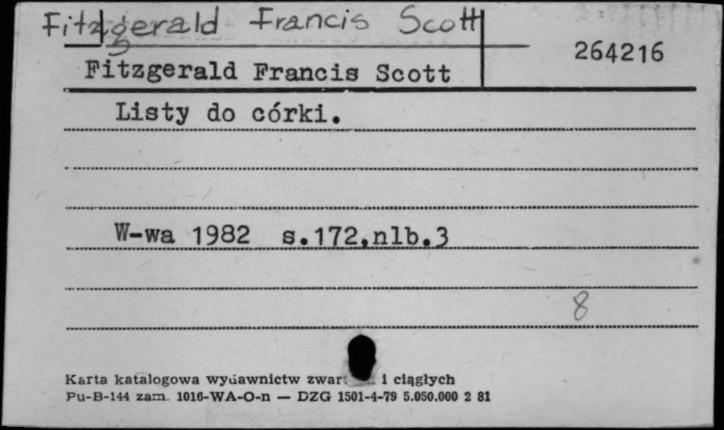 Fitzgerald Francis Scott
264216
Fitzgerald Francis Scott
Listy do córki.
W-wa 1982 s.172,nlb.3
8
Karta katalogowa wydawnictw i ciągłych
Pu-B-144 zam. 1016-WA-O-n — DZG 1501-4-79 5.050.000 2 81